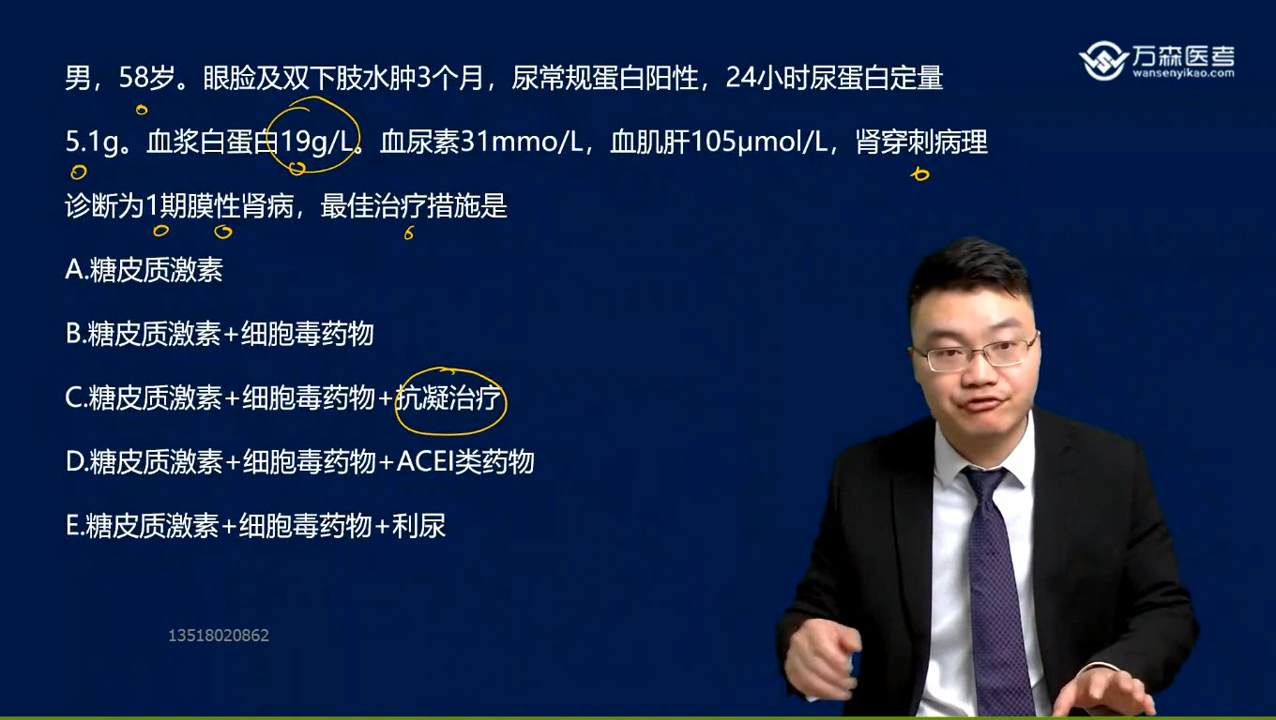 万森医考
wansenyikao.com
男，58岁。眼脸及双下肢水肿3个月，尿常规蛋白阳性，24小时尿蛋白定量
5.1g。血浆白蛋白19g/L。血尿素31mmo/L，血肌肝105μmol/L，肾穿刺病理
诊断为1期膜性肾病，最佳治疗措施是
A.糖皮质激素
B.糖皮质激素+细胞毒药物
C.糖皮质激素+细胞毒药物+抗凝治疗
D.糖皮质激素+细胞毒药物+ACEI类药物
E.糖皮质激素+细胞毒药物+利尿
13518020862